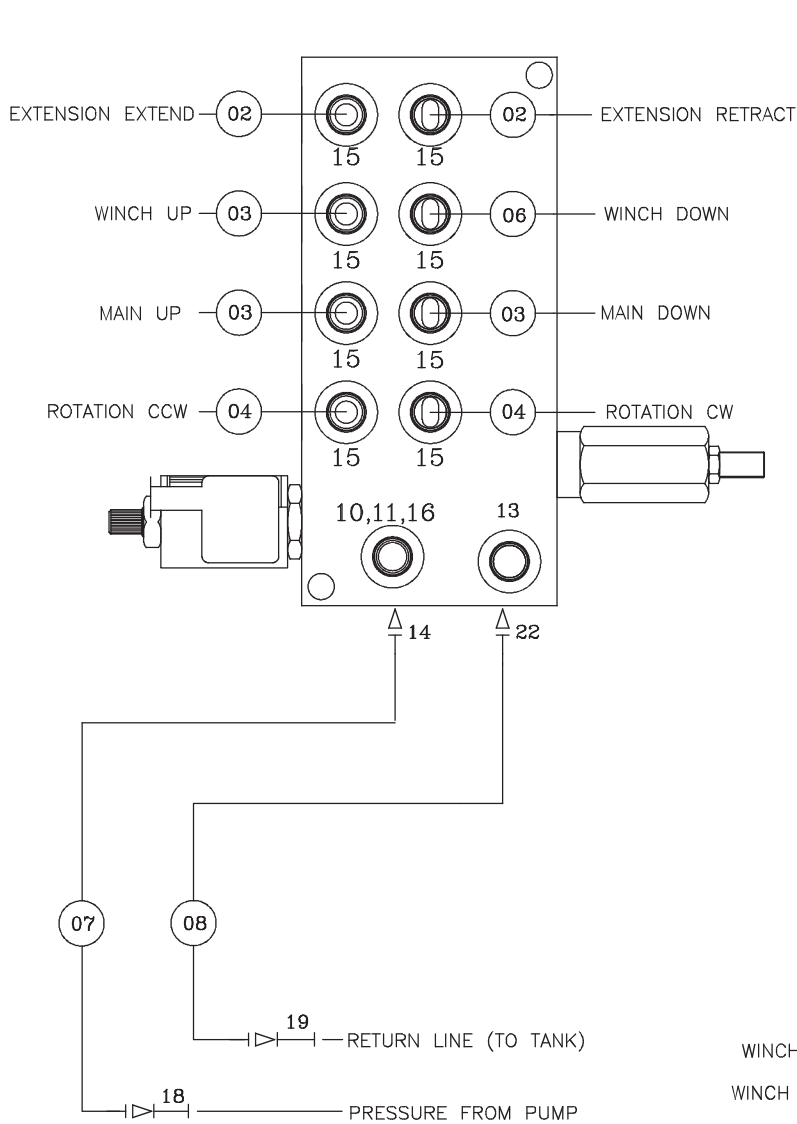 EXTENSION EXTEND 02 02 EXTENSION RETRACT
15 15
WINCH UP 03 06 WINCH DOWN
15 15
MAIN UP 03 03 MAIN DOWN
15 15
ROTATION CCW 04 04 ROTATION CW
15 15
10,11,16 13
14 22
07 08
19
RETURN LINE (TO TANK)
WINCH
WINCH
18
PRESSURE FROM PUMP